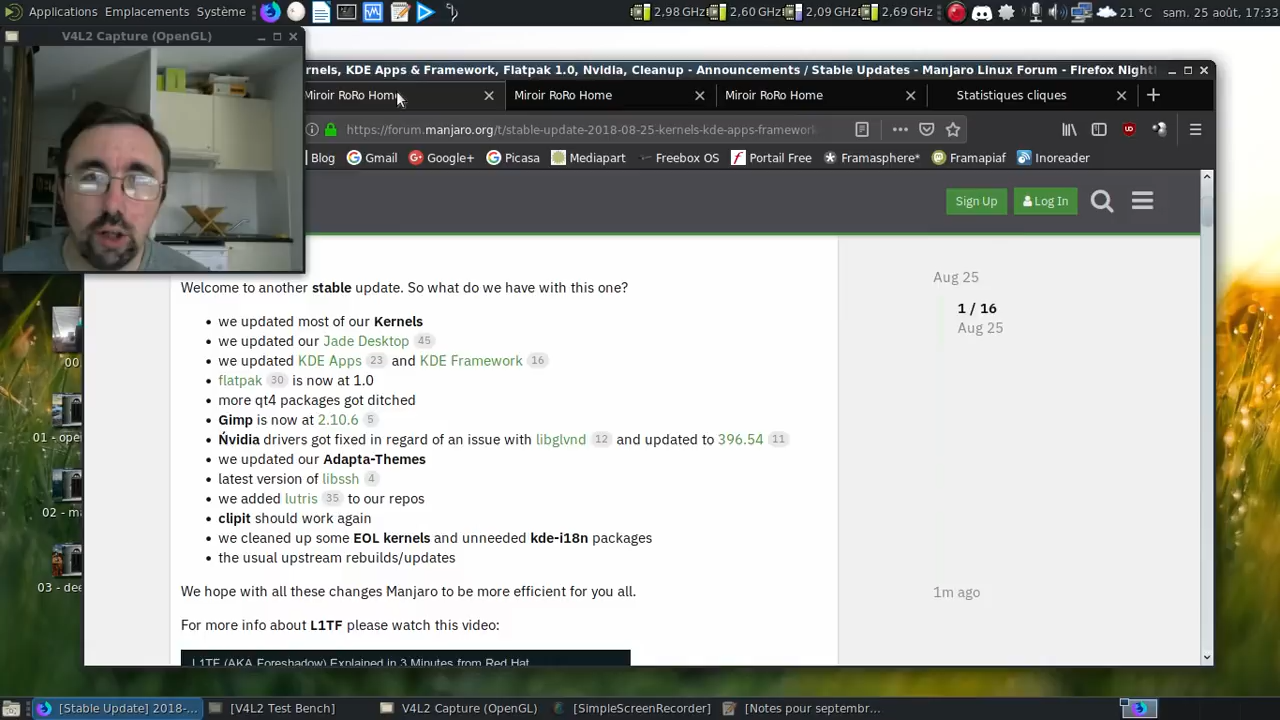 Applications Emplacements Système
2,98 GHz 2,60 GHz 2,09 GHz 2,69 GHz 21 °C sam. 25 août, 17:33
V4L2 Capture (OpenGL)
rnels, KDE Apps & Framework, Flatpak 1.0, Nvidia, Cleanup - Announcements / Stable Updates - Manjaro Linux Forum - Firefox Nightl
Miroir RoRo Home Miroir RoRo Home Miroir RoRo Home Statistiques cliques
https://forum.manjaro.org/t/stable-update-2018-08-25-kernels-kde-apps-framework
Blog Gmail Google+ Picasa Mediapart Freebox OS Portail Free Framasphere* Framapiaf Inoreader
Sign Up Log In
Welcome to another stable update. So what do we have with this one?
we updated most of our Kernels
we updated our Jade Desktop 45
we updated KDE Apps 23 and KDE Framework 16
flatpak 30 is now at 1.0
more qt4 packages got ditched
Gimp is now at 2.10.6 5
Ńvidia drivers got fixed in regard of an issue with libglvnd 12 and updated to 396.54 11
we updated our Adapta-Themes
latest version of libssh 4
we added lutris 35 to our repos
clipit should work again
we cleaned up some EOL kernels and unneeded kde-i18n packages
the usual upstream rebuilds/updates
We hope with all these changes Manjaro to be more efficient for you all.
For more info about L1TF please watch this video:
L1TF (AKA Foreshadow) Explained in 3 Minutes from Red Hat
Aug 25
1 / 16
Aug 25
1m ago
00
01 - ope
02 - m
03 - de
[Stable Update] 2018-... [V4L2 Test Bench] V4L2 Capture (OpenGL) [SimpleScreenRecorder] [Notes pour septembr...